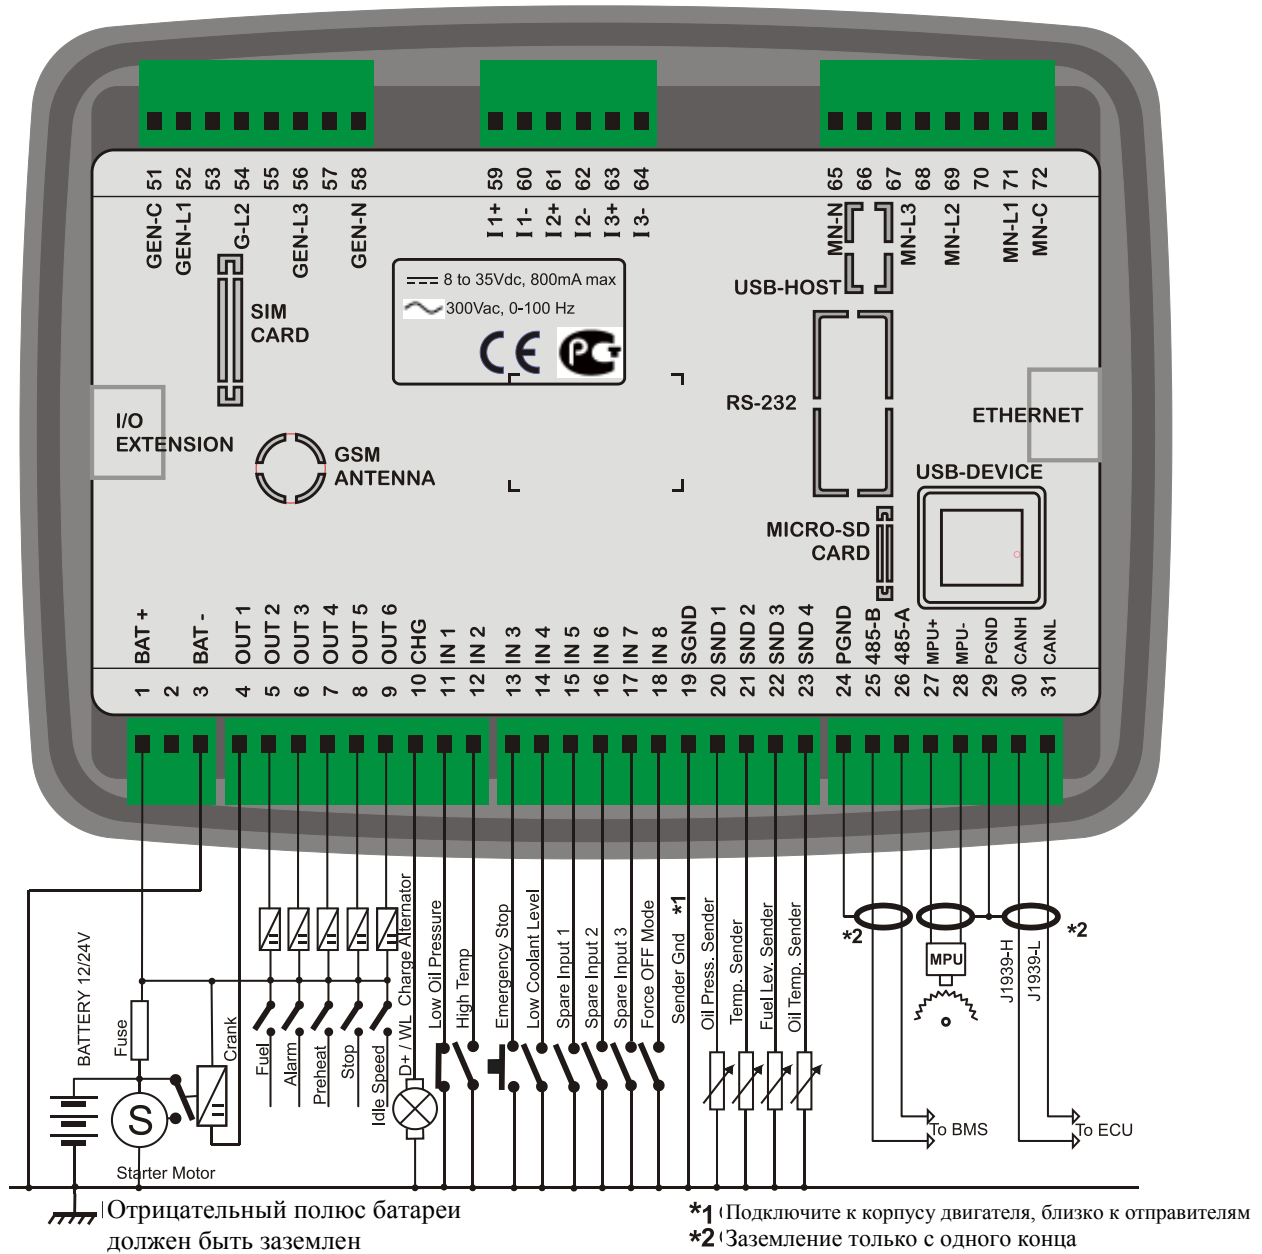 51 52 53 54 55 56 57 58
59 60 61 62 63 64
65 66 67 68 69 70 71 72
GEN-C
GEN-L1
G-L2
GEN-L3
GEN-N
I 1+
I 1-
I 2+
I 2-
I 3+
I 3-
MN-N
MN-L3
MN-L2
MN-L1
MN-C
8 to 35Vdc, 800mA max
300Vac, 0-100 Hz
CE
РСТ
SIM
CARD
USB-HOST
RS-232
I/O
EXTENSION
ETHERNET
GSM
ANTENNA
USB-DEVICE
MICRO-SD
CARD
BAT +
BAT -
OUT 1
OUT 2
OUT 3
OUT 4
OUT 5
OUT 6
CHG
IN 1
IN 2
IN 3
IN 4
IN 5
IN 6
IN 7
IN 8
SGND
SND 1
SND 2
SND 3
SND 4
PGND
485-B
485-A
MPU+
MPU-
PGND
CANH
CANL
1 2 3
4 5 6 7 8 9 10 11 12
13 14 15 16 17 18 19 20 21 22 23
24 25 26 27 28 29 30 31
BATTERY 12/24V
Fuse
Crank
Fuel
Alarm
Preheat
Stop
Idle Speed
D+ / WL Charge Alternator
Low Oil Pressure
High Temp
Emergency Stop
Low Coolant Level
Spare Input 1
Spare Input 2
Spare Input 3
Force OFF Mode
Sender Gnd *1
Oil Press. Sender
Temp. Sender
Fuel Lev. Sender
Oil Temp. Sender
*2
MPU
J1939-H
J1939-L
*2
S
Starter Motor
To BMS
To ECU
Отрицательный полюс батареи
должен быть заземлен
*1 Подключите к корпусу двигателя, близко к отправителям
*2 Заземление только с одного конца